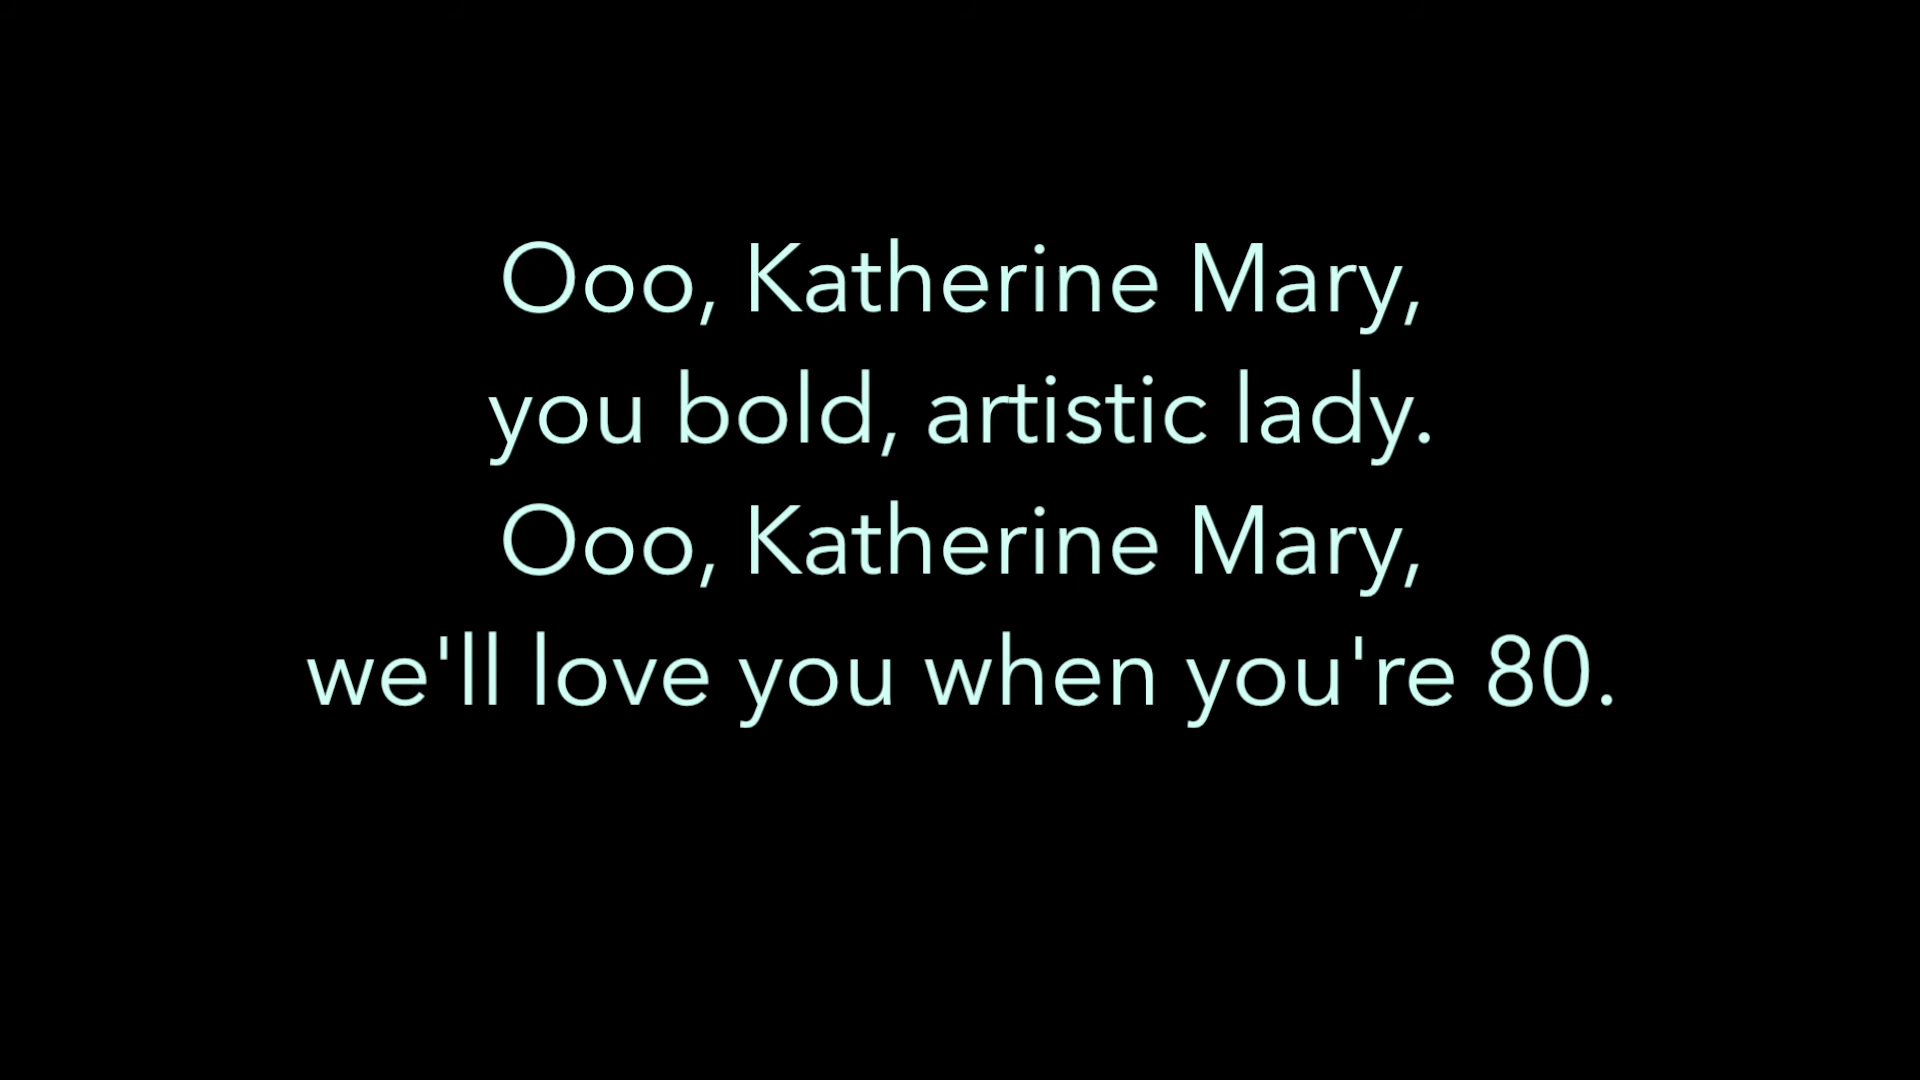 Ooo, Katherine Mary,
you bold, artistic lady.
Ooo, Katherine Mary,
we'll love you when you're 80.